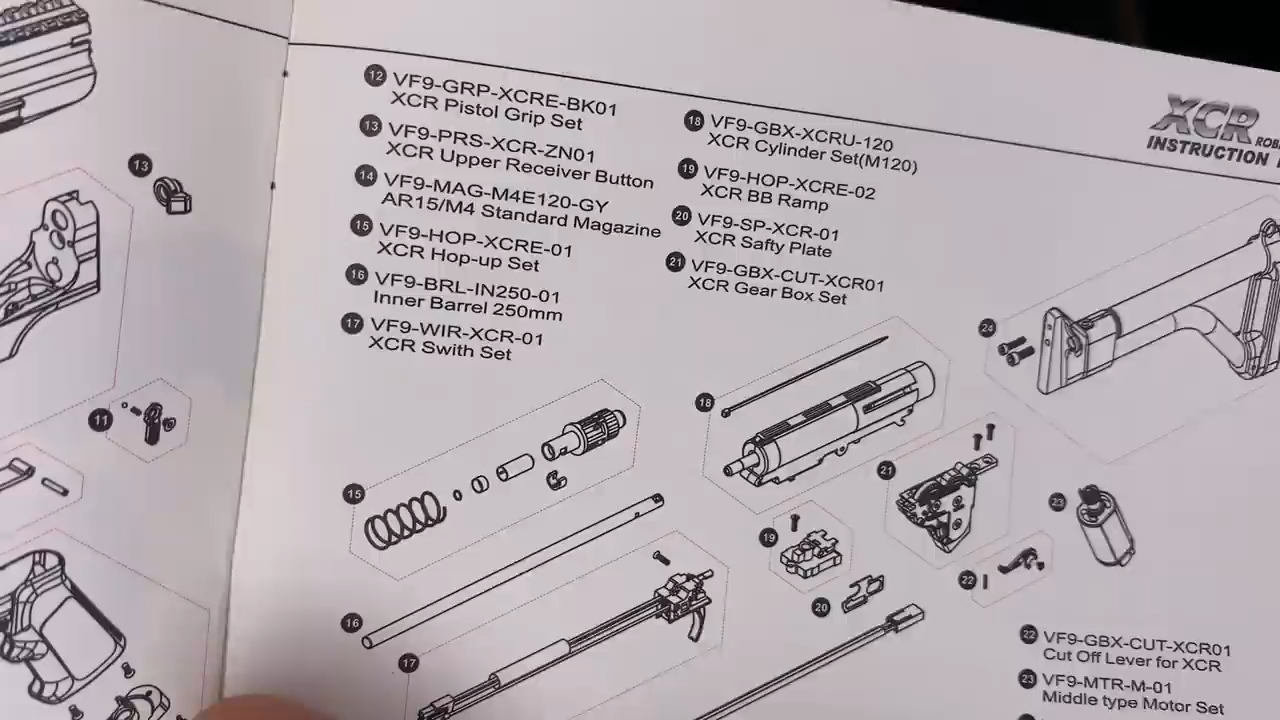 12 VF9-GRP-XCRE-BK01
XCR Pistol Grip Set
13 VF9-PRS-XCR-ZN01
XCR Upper Receiver Button
14 VF9-MAG-M4E120-GY
AR15/M4 Standard Magazine
15 VF9-HOP-XCRE-01
XCR Hop-up Set
16 VF9-BRL-IN250-01
Inner Barrel 250mm
17 VF9-WIR-XCR-01
XCR Swith Set
18 VF9-GBX-XCRU-120
XCR Cylinder Set(M120)
19 VF9-HOP-XCRE-02
XCR BB Ramp
20 VF9-SP-XCR-01
XCR Safty Plate
21 VF9-GBX-CUT-XCR01
XCR Gear Box Set
XCR
INSTRUCTION
13
11
15
16
17
18
19
20
21
22
23
24
22 VF9-GBX-CUT-XCR01
Cut Off Lever for XCR
23 VF9-MTR-M-01
Middle type Motor Set